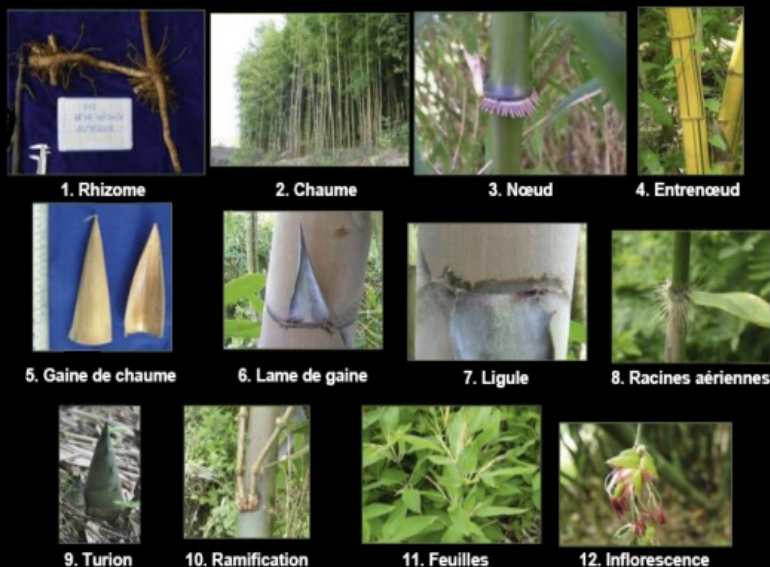 1. Rhizome
2. Chaume
3. Nœud
4. Entrenœud
5. Gaine de chaume
6. Lame de gaine
7. Ligule
8. Racines aériennes
9. Turion
10. Ramification
11. Feuilles
12. Inflorescence